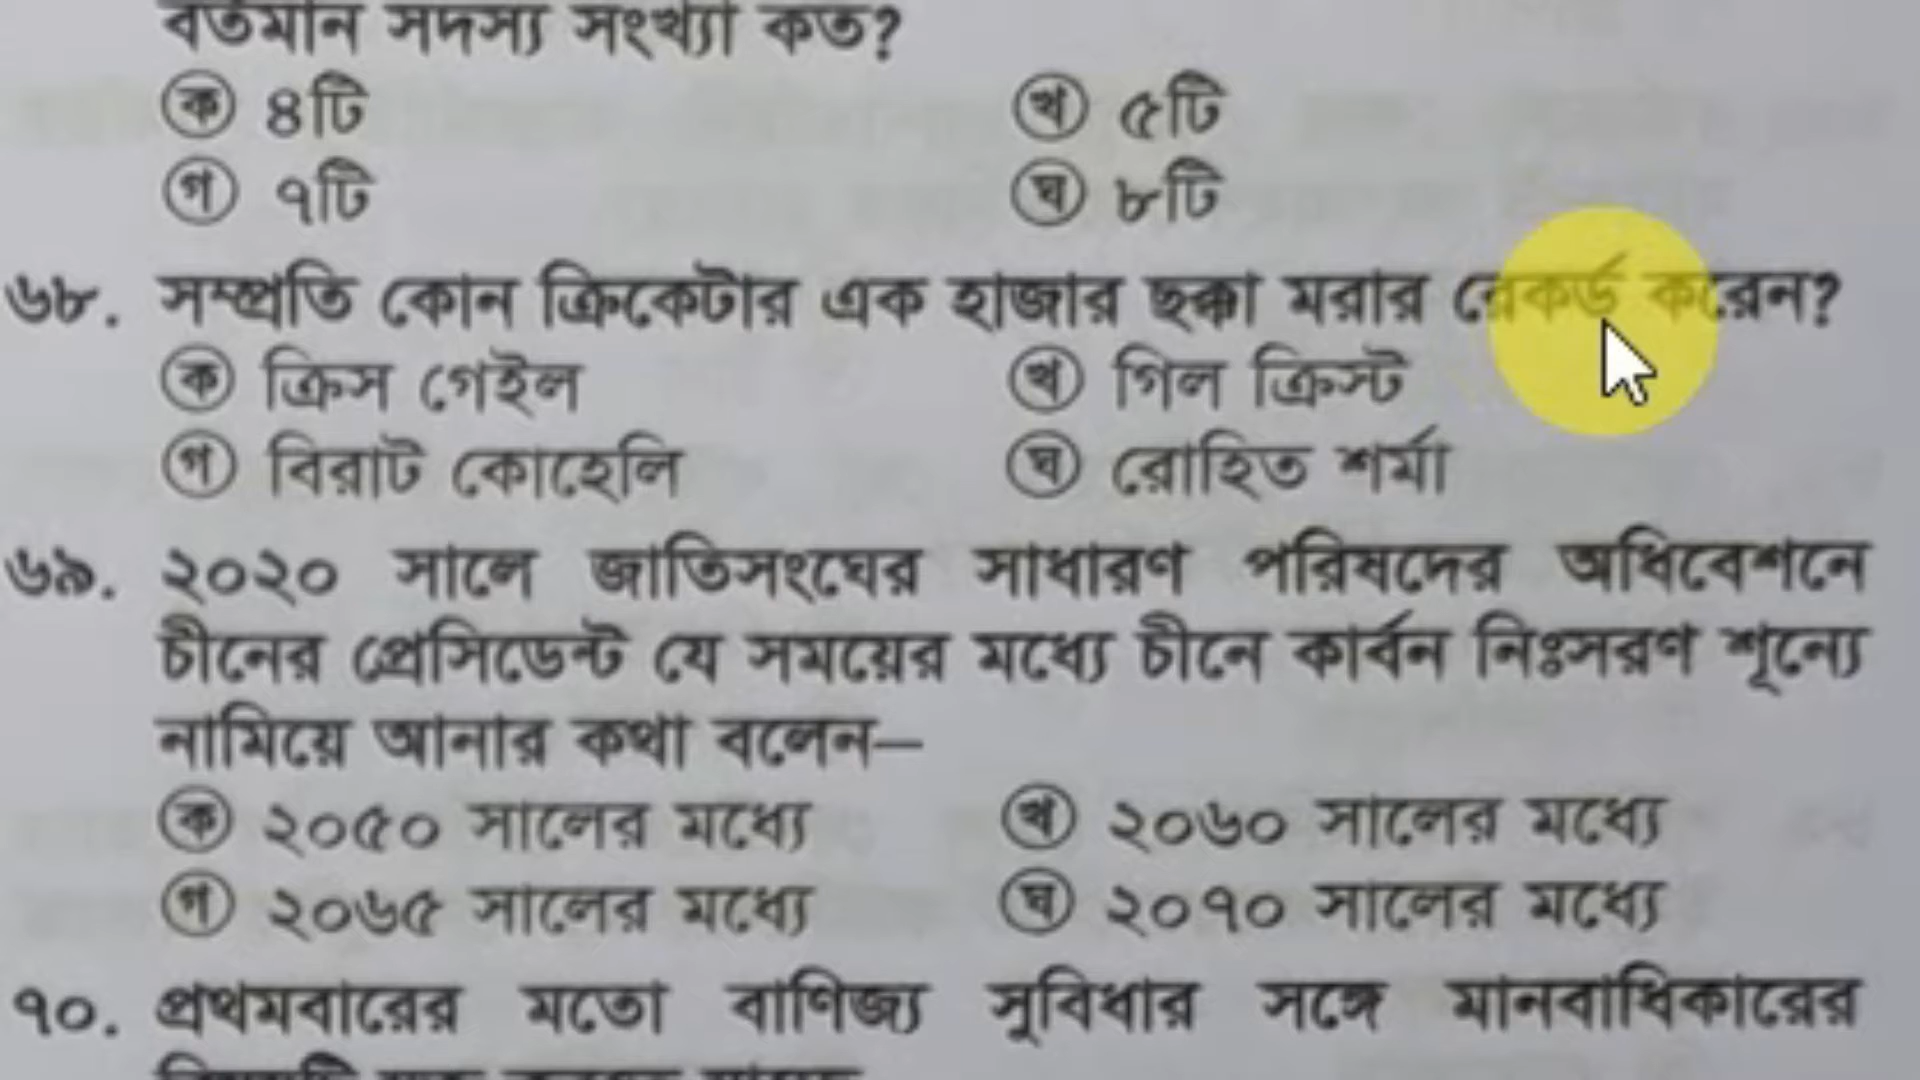 বর্তমান সদস্য সংখ্যা কত?
ক ৪টি খ ৫টি
গ ৭টি ঘ ৮টি
৬৮. সম্প্রতি কোন ক্রিকেটার এক হাজার ছক্কা মরার রেকর্ড করেন?
ক ক্রিস গেইল খ গিল ক্রিস্ট
গ বিরাট কোহেলি ঘ রোহিত শর্মা
৬৯. ২০২০ সালে জাতিসংঘের সাধারণ পরিষদের অধিবেশনে
চীনের প্রেসিডেন্ট যে সময়ের মধ্যে চীনে কার্বন নিঃসরণ শূন্যে
নামিয়ে আনার কথা বলেন—
ক ২০৫০ সালের মধ্যে খ ২০৬০ সালের মধ্যে
গ ২০৬৫ সালের মধ্যে ঘ ২০৭০ সালের মধ্যে
৭০. প্রথমবারের মতো বাণিজ্য সুবিধার সঙ্গে মানবাধিকারের